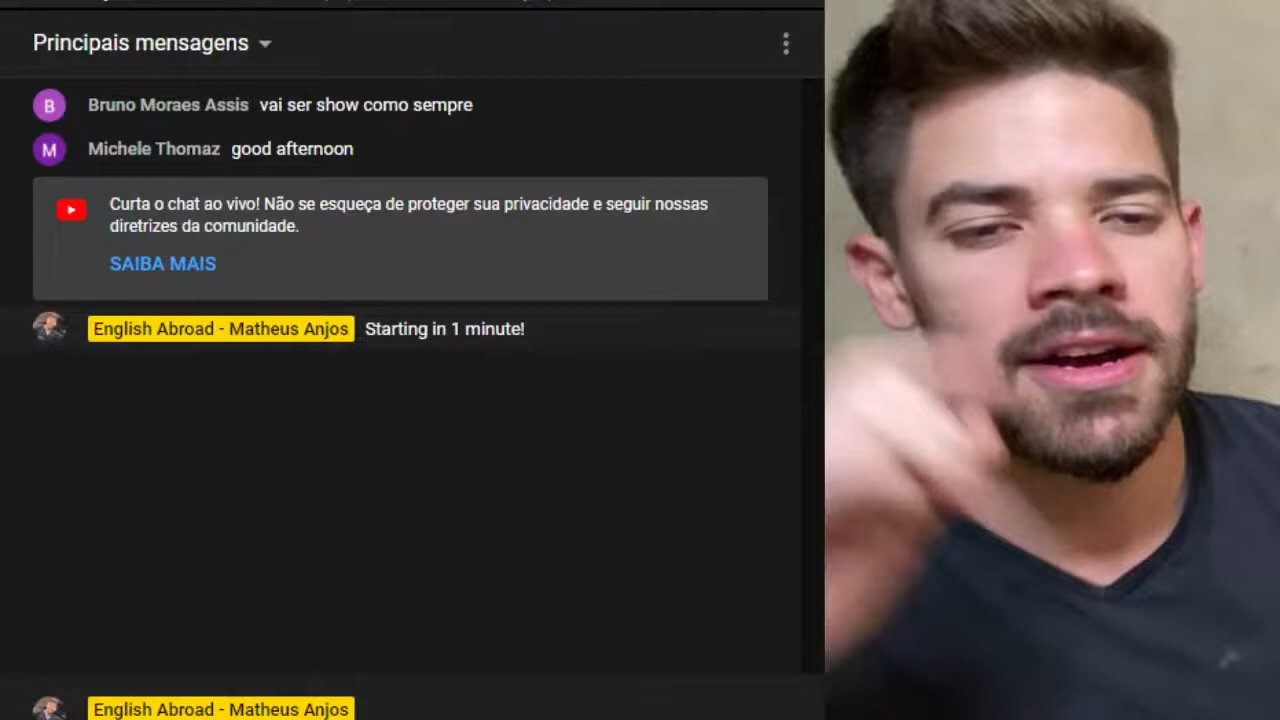 Principais mensagens
B Bruno Moraes Assis vai ser show como sempre
M Michele Thomaz good afternoon
Curta o chat ao vivo! Não se esqueça de proteger sua privacidade e seguir nossas
diretrizes da comunidade.
SAIBA MAIS
English Abroad - Matheus Anjos Starting in 1 minute!
English Abroad - Matheus Anjos